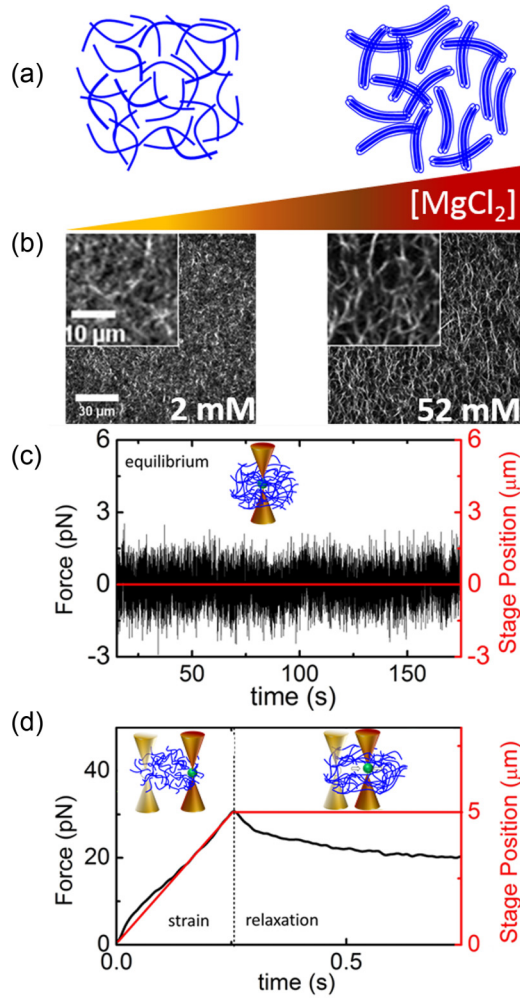 (a)
[MgCl2]
(b)
10 µm
30 µm
2 mM
52 mM
(c)
equilibrium
Force (pN)
6
3
0
-3
6
3
0
-3
Stage Position (µm)
50
100
150
time (s)
(d)
Force (pN)
40
20
0
5
0
Stage Position (µm)
strain
relaxation
0.0
0.5
time (s)